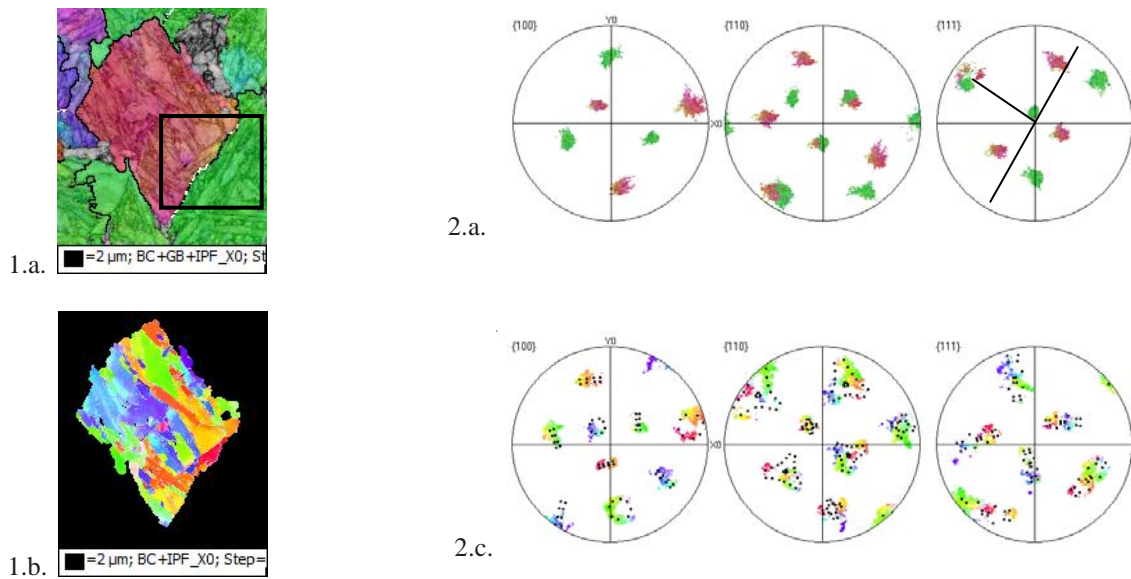 {100}
Y0
{110}
{111}
X0
2.a.
1.a.
=2 µm; BC+GB+IPF_X0; St
{100}
Y0
{110}
{111}
X0
1.b.
=2 µm; BC+IPF_X0; Step=
2.c.